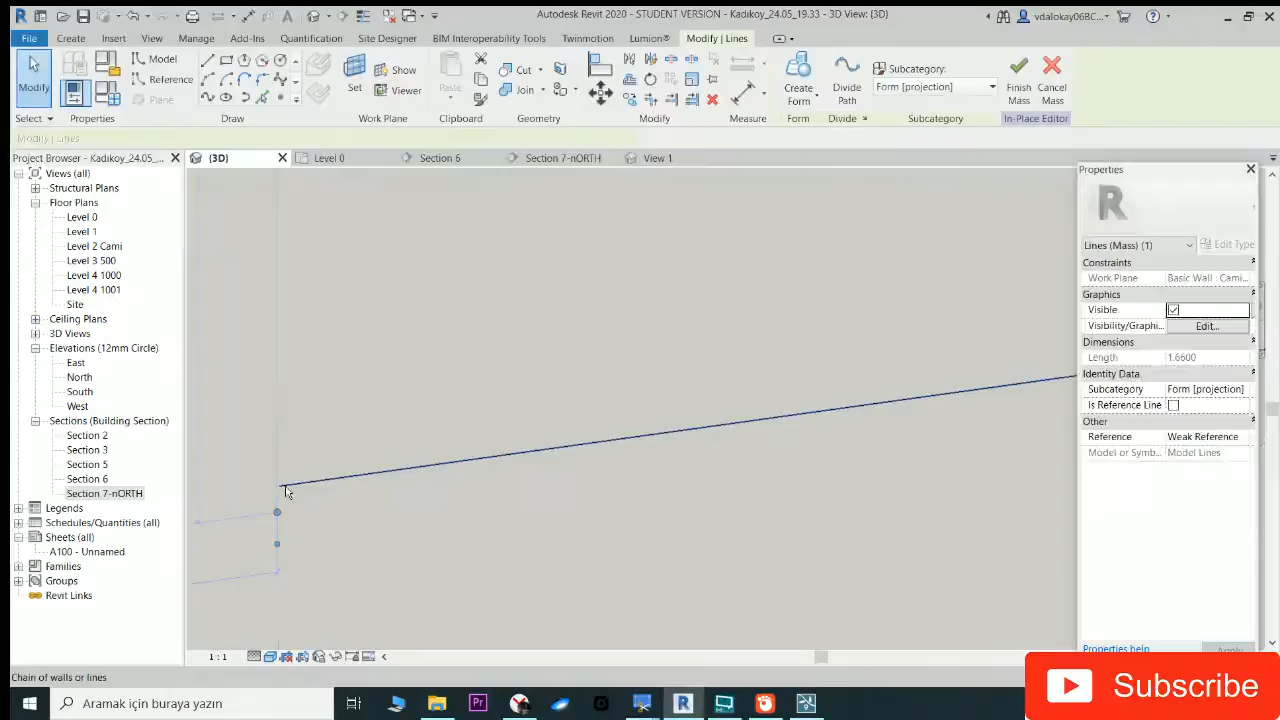 Autodesk Revit 2020 - STUDENT VERSION - Kadıkoy_24.05_19.33 - 3D View: {3D}
vdalokay06BC...
File
Create
Insert
View
Manage
Add-Ins
Quantification
Site Designer
BIM Interoperability Tools
Twinmotion
Lumion®
Modify | Lines
Modify
Select
Properties
Model
Reference
Plane
Draw
Set
Show
Viewer
Work Plane
Paste
Clipboard
Cut
Join
Geometry
Modify
Measure
Create
Form
Form
Divide
Path
Divide
Subcategory:
Form [projection]
Subcategory
Finish
Mass
Cancel
Mass
In-Place Editor
Modify | Lines
Project Browser - Kadıkoy_24.05_...
{3D}
Level 0
Section 6
Section 7-nORTH
View 1
Views (all)
Structural Plans
Floor Plans
Level 0
Level 1
Level 2 Cami
Level 3 500
Level 4 1000
Level 4 1001
Site
Ceiling Plans
3D Views
Elevations (12mm Circle)
East
North
South
West
Sections (Building Section)
Section 2
Section 3
Section 5
Section 6
Section 7-nORTH
Legends
Schedules/Quantities (all)
Sheets (all)
A100 - Unnamed
Families
Groups
Revit Links
Properties
R
Lines (Mass) (1)
Edit Type
Constraints
Work Plane
Basic Wall : Cami...
Graphics
Visible
Visibility/Graphi...
Edit...
Dimensions
Length
1.6600
Identity Data
Subcategory
Form [projection]
Is Reference Line
Other
Reference
Weak Reference
Model or Symb...
Model Lines
Properties help
Apply
1 : 1
Chain of walls or lines
Aramak için buraya yazın
Pr
R
Subscribe